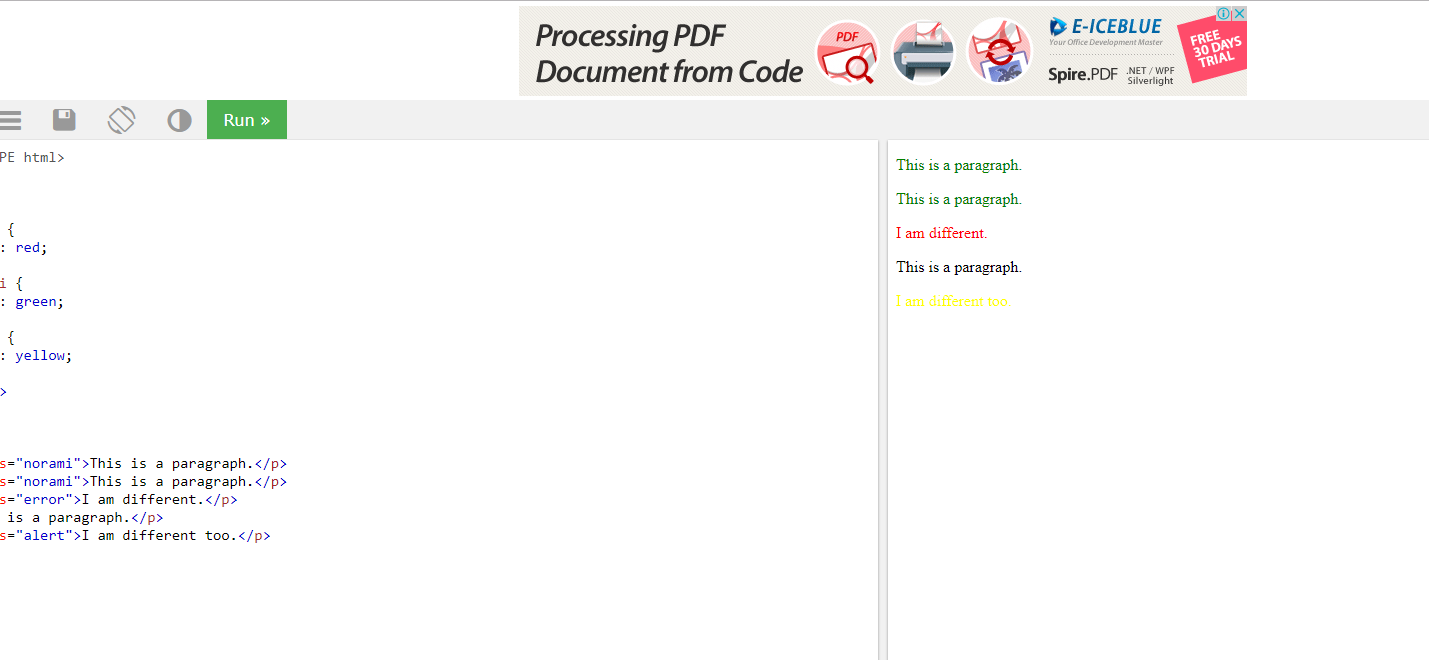 Processing PDF
Document from Code
PDF
E-ICEBLUE
Your Office Development Master
Spire.PDF .NET / WPF
Silverlight
FREE
30 DAYS
TRIAL
Run »
PE html>
{
: red;
i {
: green;
{
: yellow;
>
s="norami">This is a paragraph.</p>
s="norami">This is a paragraph.</p>
s="error">I am different.</p>
is a paragraph.</p>
s="alert">I am different too.</p>
This is a paragraph.
This is a paragraph.
I am different.
This is a paragraph.
I am different too.